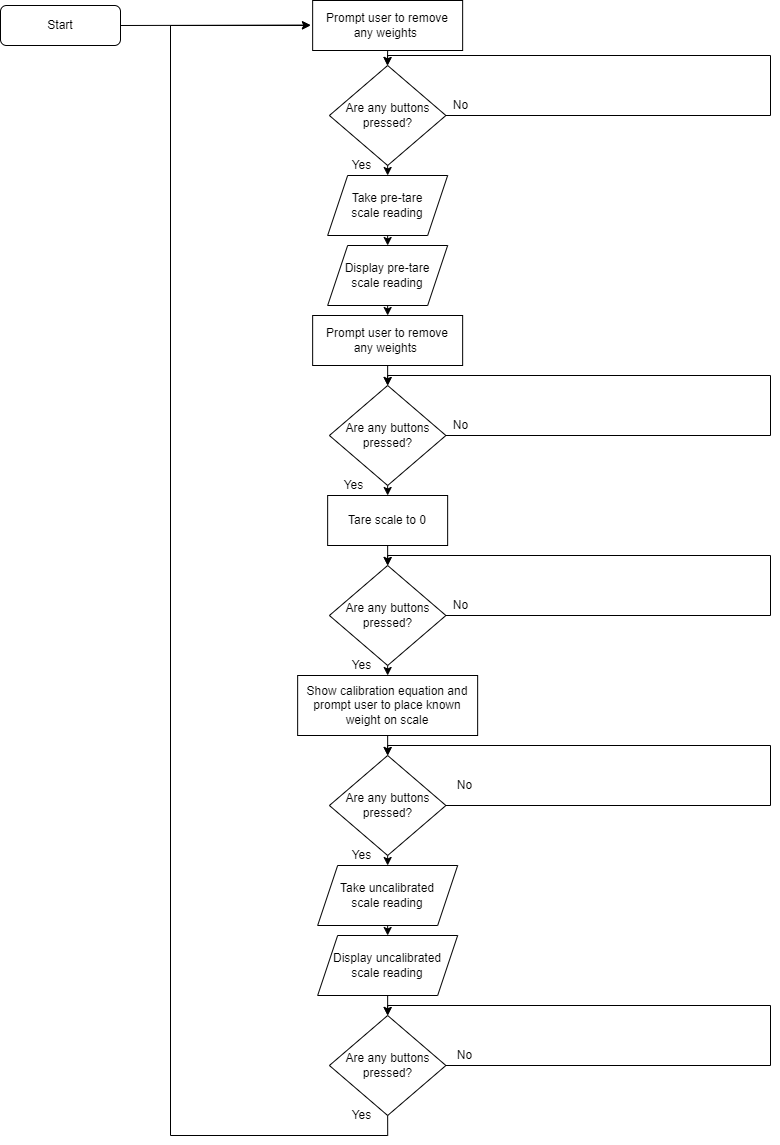 Start
Prompt user to remove
any weights
Are any buttons
pressed?
No
Yes
Take pre-tare
scale reading
Display pre-tare
scale reading
Prompt user to remove
any weights
Are any buttons
pressed?
No
Yes
Tare scale to 0
Are any buttons
pressed?
No
Yes
Show calibration equation and
prompt user to place known
weight on scale
Are any buttons
pressed?
No
Yes
Take uncalibrated
scale reading
Display uncalibrated
scale reading
Are any buttons
pressed?
No
Yes